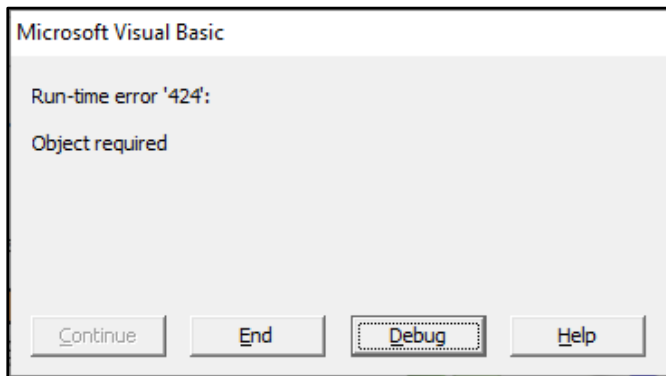 Microsoft Visual Basic
Run-time error '424':
Object required
Continue
End
Debug
Help